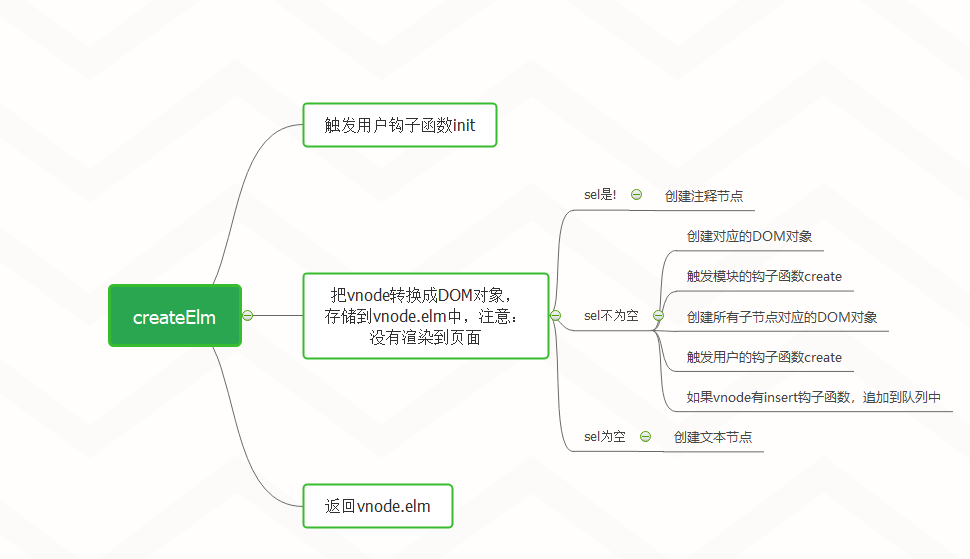 触发用户钩子函数init
createElm
把vnode转换成DOM对象，
存储到vnode.elm中，注意：
没有渲染到页面
sel是!
创建注释节点
sel不为空
创建对应的DOM对象
触发模块的钩子函数create
创建所有子节点对应的DOM对象
触发用户的钩子函数create
如果vnode有insert钩子函数，追加到队列中
sel为空
创建文本节点
返回vnode.elm